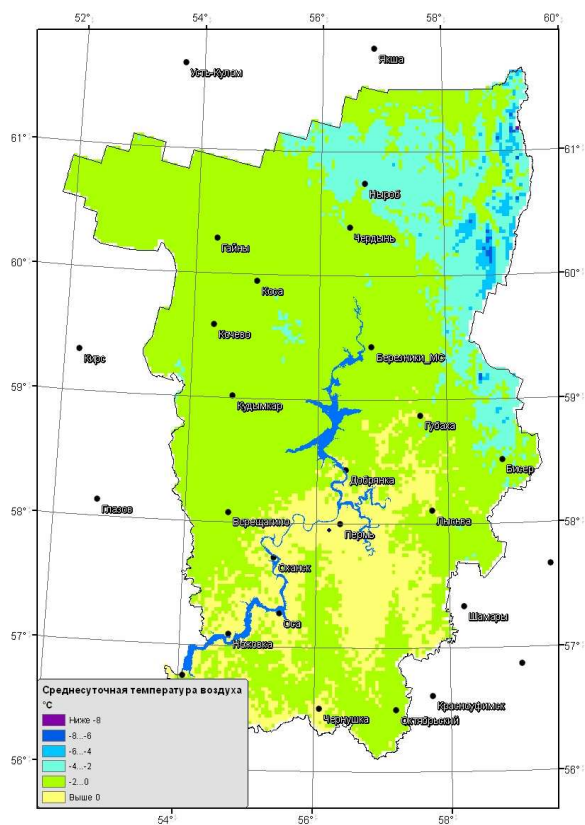 52° 54° 56° 58° 60°
Усть-Кулом
Якша
61° 61°
Ныроб
Чердынь
Гайны
60° 60°
Коса
Кочево
Кирс
Березники_МС
59° 59°
Кудымкар
Губаха
Бисер
Добрянка
Глазов
58° 58°
Верещагино
Лысьва
Пермь
Оханск
Шамары
Оса
57° 57°
Ножовка
Среднесуточная температура воздуха
°C
Ниже -8
-8...-6
-6...-4
-4...-2
-2...0
Выше 0
Красноуфимск
Чернушка
Октябрьский
56° 56°
54° 56° 58°